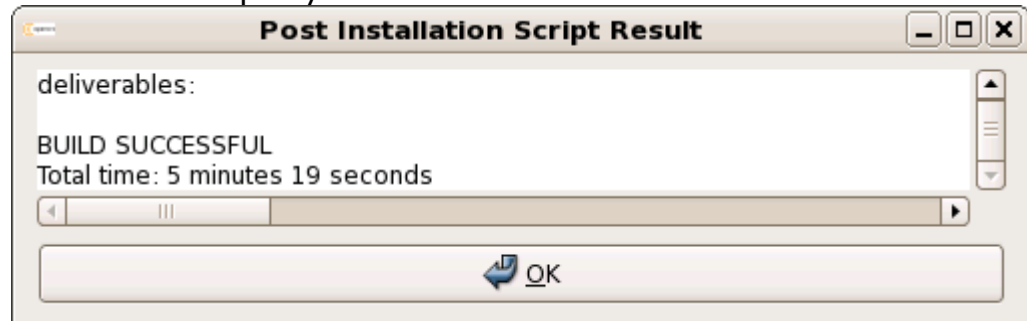 Post Installation Script Result
deliverables:
BUILD SUCCESSFUL
Total time: 5 minutes 19 seconds
OK